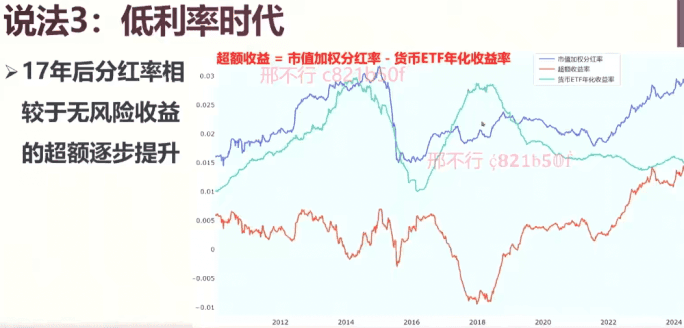 说法3：低利率时代
➢17年后分红率相
较于无风险收益
的超额逐步提升
超额收益 = 市值加权分红率 - 货币ETF年化收益率
邢不行 c821b50f
市值加权分红率
超额收益
货币ETF年化收益率
邢不行 c821b50f
0.03
0.025
0.02
0.015
0.01
0.005
0
−0.005
−0.01
2012
2014
2016
2018
2020
2022
2024